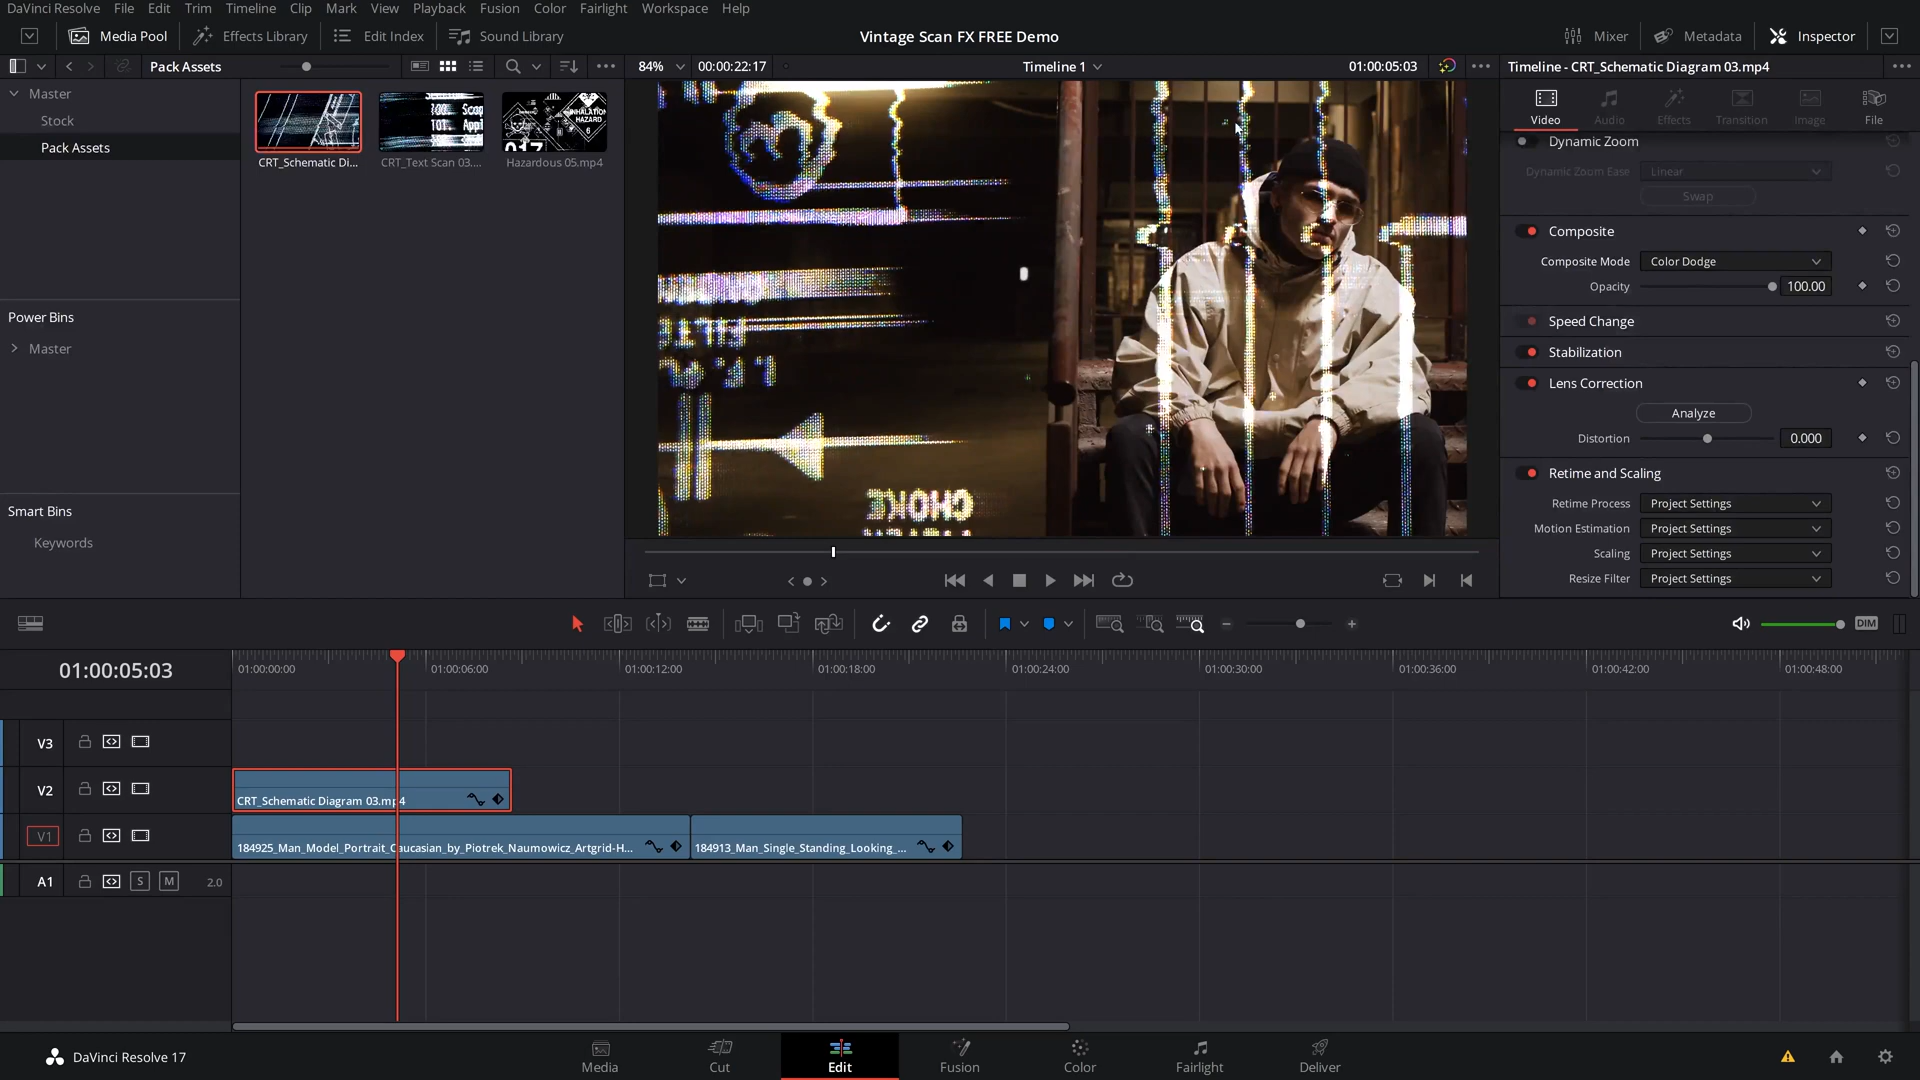 DaVinci Resolve File Edit Trim Timeline Clip Mark View Playback Fusion Color Fairlight Workspace Help
Media Pool Effects Library Edit Index Sound Library Vintage Scan FX FREE Demo Mixer Metadata Inspector
Pack Assets 84% 00:00:22:17 Timeline 1 01:00:05:03 Timeline - CRT_Schematic Diagram 03.mp4
Master
Stock
Pack Assets
CRT_Schematic Di... CRT_Text Scan 03.... Hazardous 05.mp4
Power Bins
Master
Smart Bins
Keywords
INHALATION
HAZARD
6
CHOKE
Video Audio Effects Transition Image File
Dynamic Zoom
Dynamic Zoom Ease Linear
Swap
Composite
Composite Mode Color Dodge
Opacity 100.00
Speed Change
Stabilization
Lens Correction
Analyze
Distortion 0.000
Retime and Scaling
Retime Process Project Settings
Motion Estimation Project Settings
Scaling Project Settings
Resize Filter Project Settings
DIM
01:00:05:03 01:00:00:00 01:00:06:00 01:00:12:00 01:00:18:00 01:00:24:00 01:00:30:00 01:00:36:00 01:00:42:00 01:00:48:00
V3
V2 CRT_Schematic Diagram 03.mp4
V1 184925_Man_Model_Portrait_Caucasian_by_Piotrek_Naumowicz_Artgrid-H... 184913_Man_Single_Standing_Looking_...
A1 S M 2.0
DaVinci Resolve 17 Media Cut Edit Fusion Color Fairlight Deliver